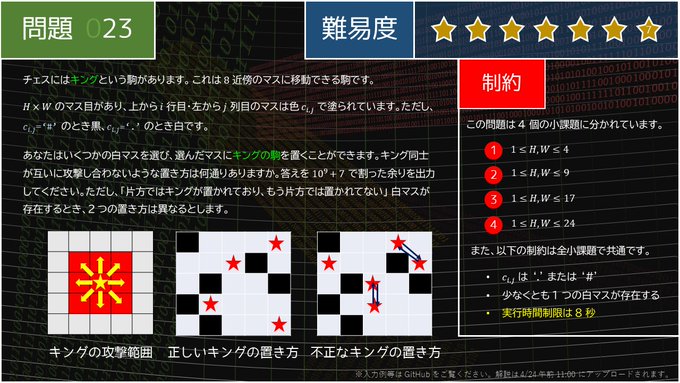 問題 023
難易度
7
チェスにはキングという駒があります。これは 8 近傍のマスに移動できる駒です。
H × W のマス目があり、上から i 行目・左から j 列目のマスは色 c_{i,j} で塗られています。ただし、
c_{i,j}=‘#’ のとき黒、c_{i,j}=‘.’ のとき白です。
あなたはいくつかの白マスを選び、選んだマスにキングの駒を置くことができます。キング同士
が互いに攻撃し合わないような置き方は何通りありますか。答えを 10⁹ + 7 で割った余りを出力
してください。ただし、「片方ではキングが置かれており、もう片方では置かれてない」 白マスが
存在するとき、2つの置き方は異なるとします。
キングの攻撃範囲
正しいキングの置き方
不正なキングの置き方
制約
この問題は 4 個の小課題に分かれています。
1 1 ≤ H,W ≤ 4
2 1 ≤ H,W ≤ 9
3 1 ≤ H,W ≤ 17
4 1 ≤ H,W ≤ 24
また、以下の制約は全小課題で共通です。
• c_{i,j} は ‘.’ または ‘#’
• 少なくとも 1 つの白マスが存在する
• 実行時間制限は 8 秒
※入力例等は GitHub をご覧ください。解説は4/24午前11:00 にアップロードされます。